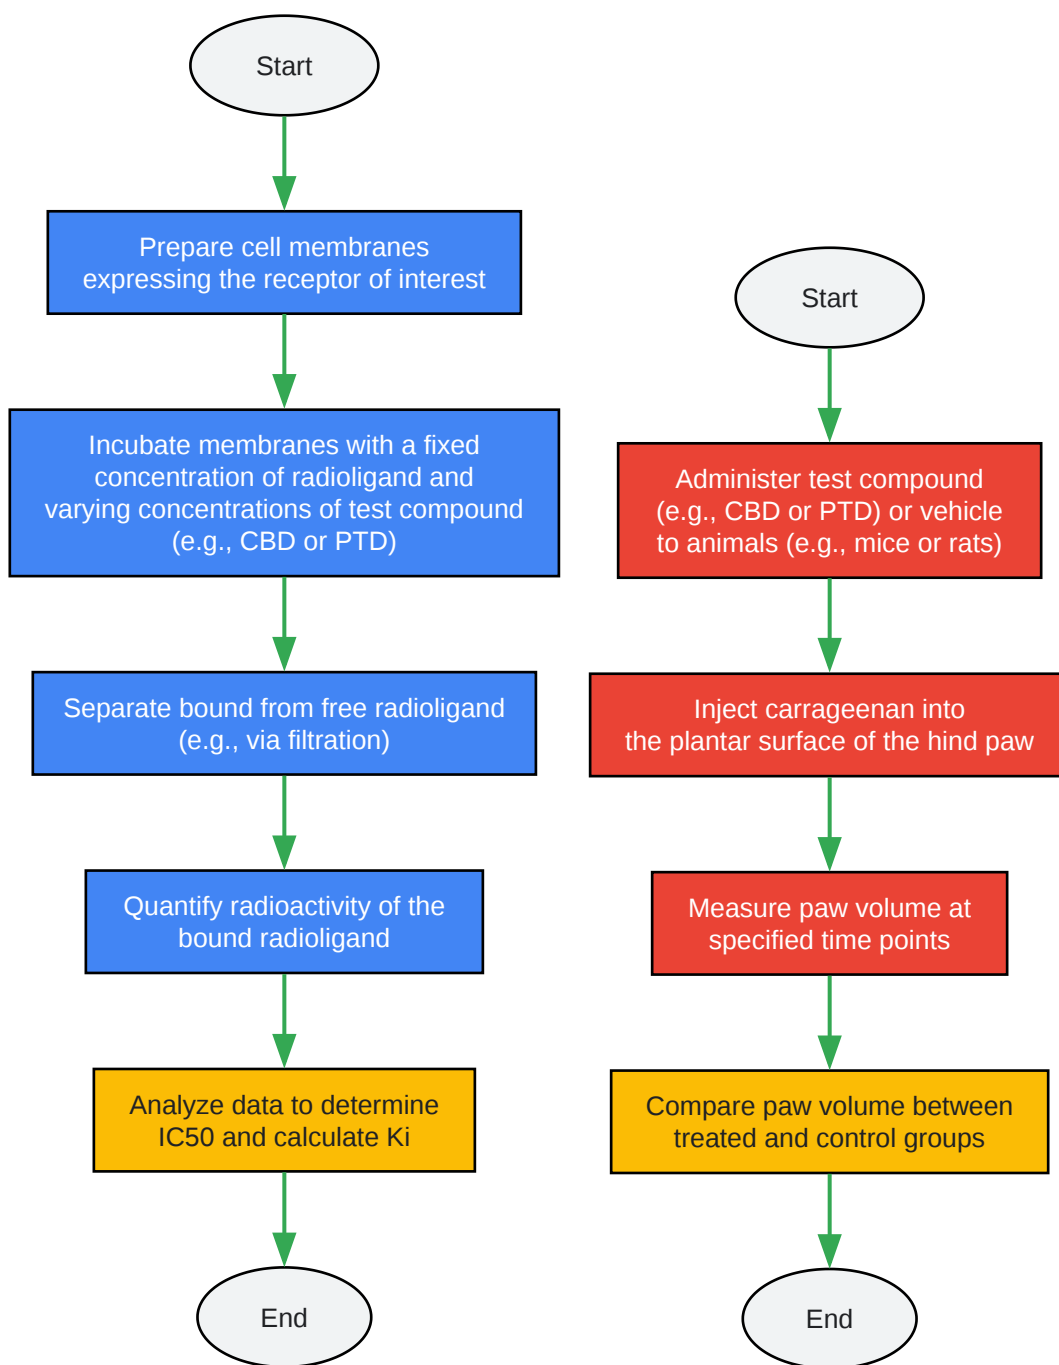 Start
Prepare cell membranes
expressing the receptor of interest
Incubate membranes with a fixed
concentration of radioligand and
varying concentrations of test compound
(e.g., CBD or PTD)
Separate bound from free radioligand
(e.g., via filtration)
Quantify radioactivity of the
bound radioligand
Analyze data to determine
IC50 and calculate Ki
End
Start
Administer test compound
(e.g., CBD or PTD) or vehicle
to animals (e.g., mice or rats)
Inject carrageenan into
the plantar surface of the hind paw
Measure paw volume at
specified time points
Compare paw volume between
treated and control groups
End